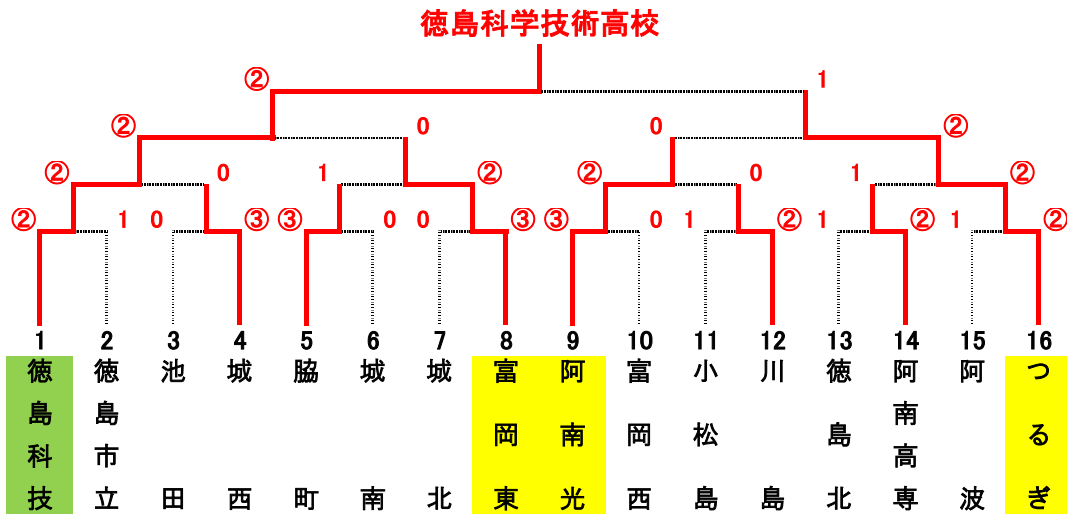 徳島科学技術高校
② 1
② 0 0 ②
② 0 1 ② ② 0 1 ②
② 1 0 ③ ③ 0 0 ③ ③ 0 1 ② 1 ② 1 ②
1 2 3 4 5 6 7 8 9 10 11 12 13 14 15 16
徳島科技
徳島市立
池田
城西
脇町
城南
城北
富岡東
阿南光
富岡西
小松島
川島
徳島北
阿南高専
阿波
つるぎ